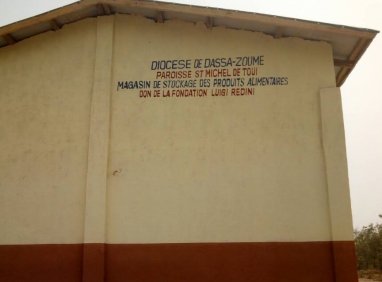 DIOCESE DE DASSA-ZOUME
PAROISSE ST MICHEL DE TOUI
MAGASIN DE STOCKAGE DES PRODUITS ALIMENTAIRES
DON DE LA FONDATION LUISI REDINI